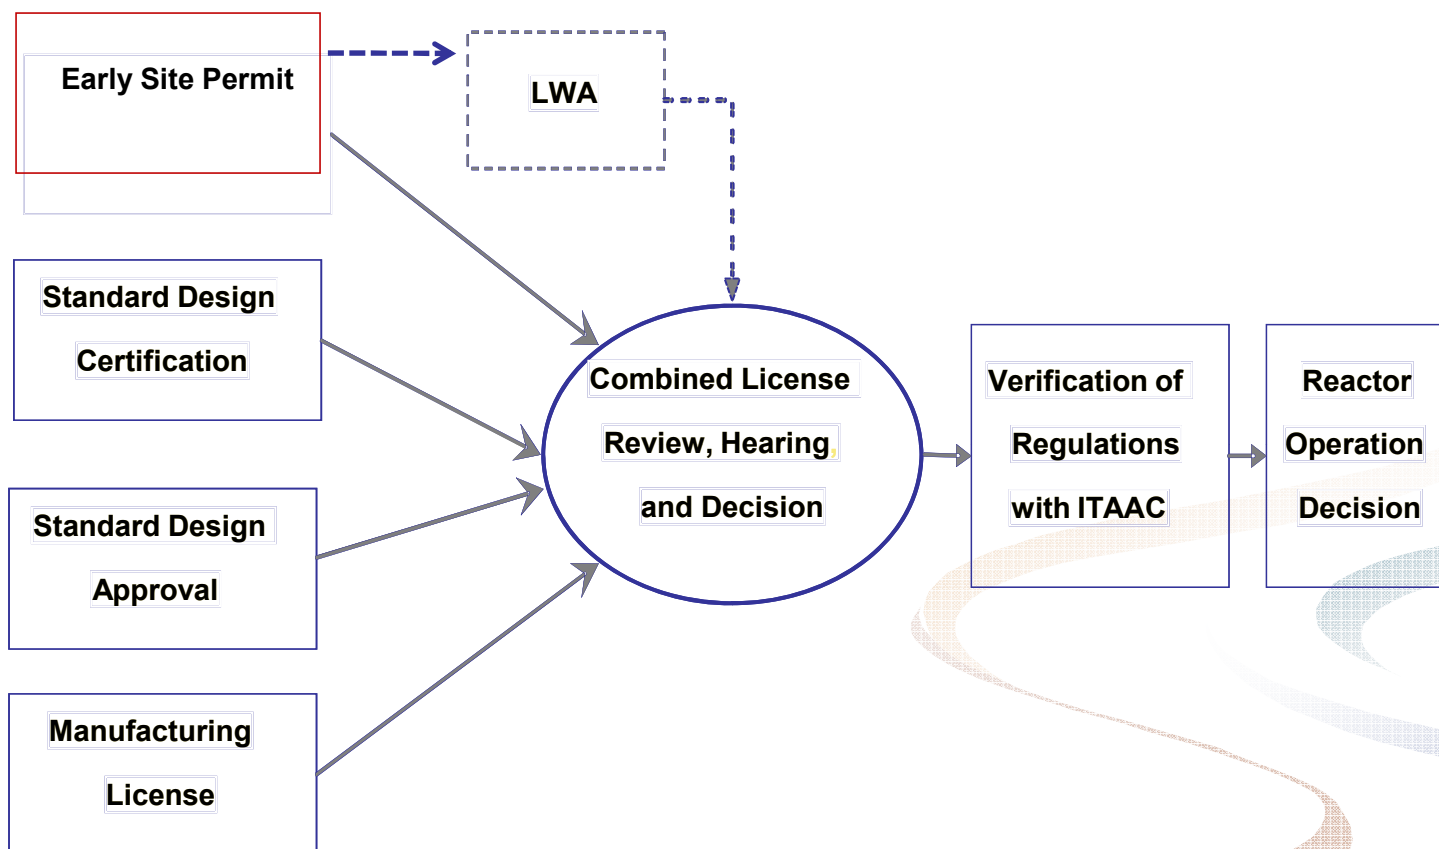 Early Site Permit
LWA
Standard Design
Certification
Standard Design
Approval
Manufacturing
License
Combined License
Review, Hearing,
and Decision
Verification of
Regulations
with ITAAC
Reactor
Operation
Decision